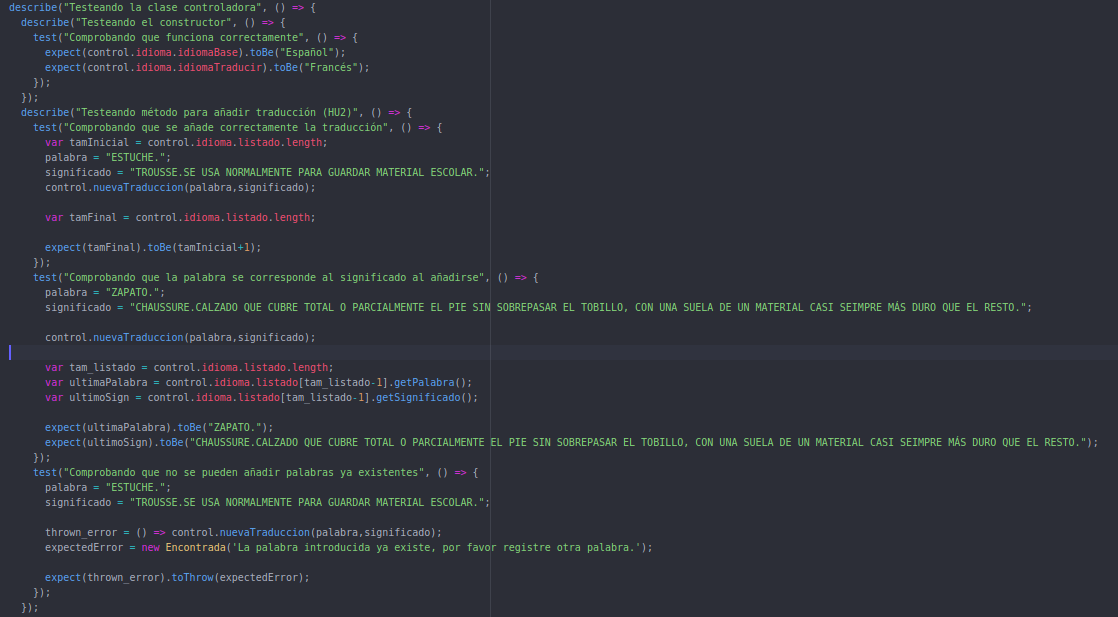 describe("Testeando la clase controladora", () => {
describe("Testeando el constructor", () => {
test("Comprobando que funciona correctamente", () => {
expect(control.idioma.idiomaBase).toBe("Español");
expect(control.idioma.idiomaTraducir).toBe("Francés");
});
});
describe("Testeando método para añadir traducción (HU2)", () => {
test("Comprobando que se añade correctamente la traducción", () => {
var tamInicial = control.idioma.listado.length;
palabra = "ESTUCHE.";
significado = "TROUSSE.SE USA NORMALMENTE PARA GUARDAR MATERIAL ESCOLAR.";
control.nuevaTraduccion(palabra,significado);
var tamFinal = control.idioma.listado.length;
expect(tamFinal).toBe(tamInicial+1);
});
test("Comprobando que la palabra se corresponde al significado al añadirse", () => {
palabra = "ZAPATO.";
significado = "CHAUSSURE.CALZADO QUE CUBRE TOTAL O PARCIALMENTE EL PIE SIN SOBREPASAR EL TOBILLO, CON UNA SUELA DE UN MATERIAL CASI SEIMPRE MÁS DURO QUE EL RESTO.";
control.nuevaTraduccion(palabra,significado);
var tam_listado = control.idioma.listado.length;
var ultimaPalabra = control.idioma.listado[tam_listado-1].getPalabra();
var ultimoSign = control.idioma.listado[tam_listado-1].getSignificado();
expect(ultimaPalabra).toBe("ZAPATO.");
expect(ultimoSign).toBe("CHAUSSURE.CALZADO QUE CUBRE TOTAL O PARCIALMENTE EL PIE SIN SOBREPASAR EL TOBILLO, CON UNA SUELA DE UN MATERIAL CASI SEIMPRE MÁS DURO QUE EL RESTO.");
});
test("Comprobando que no se pueden añadir palabras ya existentes", () => {
palabra = "ESTUCHE.";
significado = "TROUSSE.SE USA NORMALMENTE PARA GUARDAR MATERIAL ESCOLAR.";
thrown_error = () => control.nuevaTraduccion(palabra,significado);
expectedError = new Encontrada('La palabra introducida ya existe, por favor registre otra palabra.');
expect(thrown_error).toThrow(expectedError);
});
});